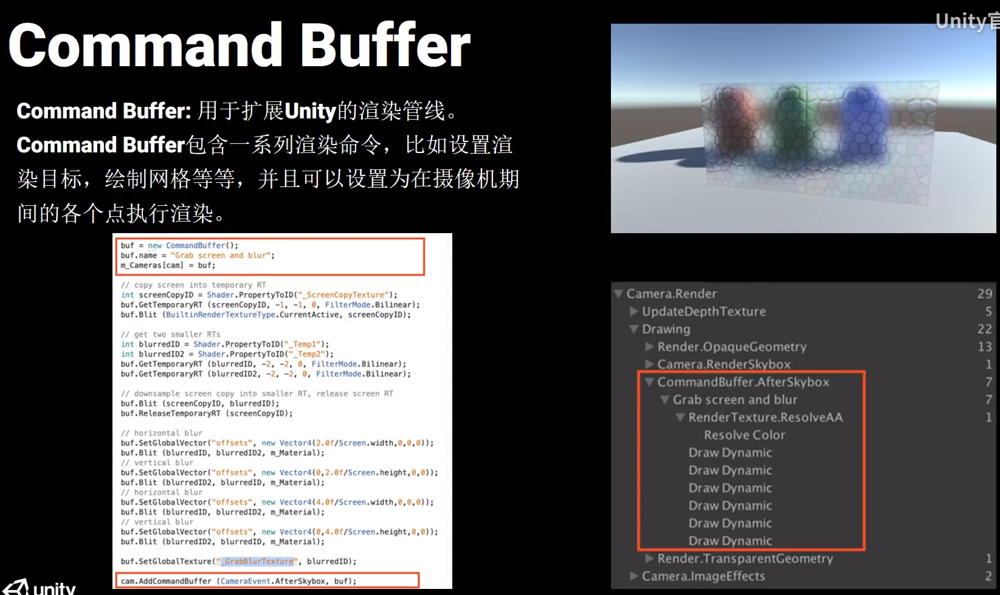 Command Buffer
Unity官
Command Buffer: 用于扩展Unity的渲染管线。
Command Buffer包含一系列渲染命令，比如设置渲
染目标，绘制网格等等，并且可以设置为在摄像机期
间的各个点执行渲染。
buf = new CommandBuffer();
buf.name = "Grab screen and blur";
m_Cameras[cam] = buf;
// copy screen into temporary RT
int screenCopyID = Shader.PropertyToID("_ScreenCopyTexture");
buf.GetTemporaryRT (screenCopyID, -1, -1, 0, FilterMode.Bilinear);
buf.Blit (BuiltinRenderTextureType.CurrentActive, screenCopyID);
// get two smaller RTs
int blurredID = Shader.PropertyToID("_Temp1");
int blurredID2 = Shader.PropertyToID("_Temp2");
buf.GetTemporaryRT (blurredID, -2, -2, 0, FilterMode.Bilinear);
buf.GetTemporaryRT (blurredID2, -2, -2, 0, FilterMode.Bilinear);
// downsample screen copy into smaller RT, release screen RT
buf.Blit (screenCopyID, blurredID);
buf.ReleaseTemporaryRT (screenCopyID);
// horizontal blur
buf.SetGlobalVector("offsets", new Vector4(2.0f/Screen.width,0,0,0));
buf.Blit (blurredID, blurredID2, m_Material);
// vertical blur
buf.SetGlobalVector("offsets", new Vector4(0,2.0f/Screen.height,0,0));
buf.Blit (blurredID2, blurredID, m_Material);
// horizontal blur
buf.SetGlobalVector("offsets", new Vector4(4.0f/Screen.width,0,0,0));
buf.Blit (blurredID, blurredID2, m_Material);
// vertical blur
buf.SetGlobalVector("offsets", new Vector4(0,4.0f/Screen.height,0,0));
buf.Blit (blurredID2, blurredID, m_Material);
buf.SetGlobalTexture("_GrabBlurTexture", blurredID);
cam.AddCommandBuffer (CameraEvent.AfterSkybox, buf);
Camera.Render 29
UpdateDepthTexture 5
Drawing 22
Render.OpaqueGeometry 13
Camera.RenderSkybox 1
CommandBuffer.AfterSkybox 7
Grab screen and blur 7
RenderTexture.ResolveAA 1
Resolve Color
Draw Dynamic
Draw Dynamic
Draw Dynamic
Draw Dynamic
Draw Dynamic
Draw Dynamic
Render.TransparentGeometry 1
Camera.ImageEffects 2
unity